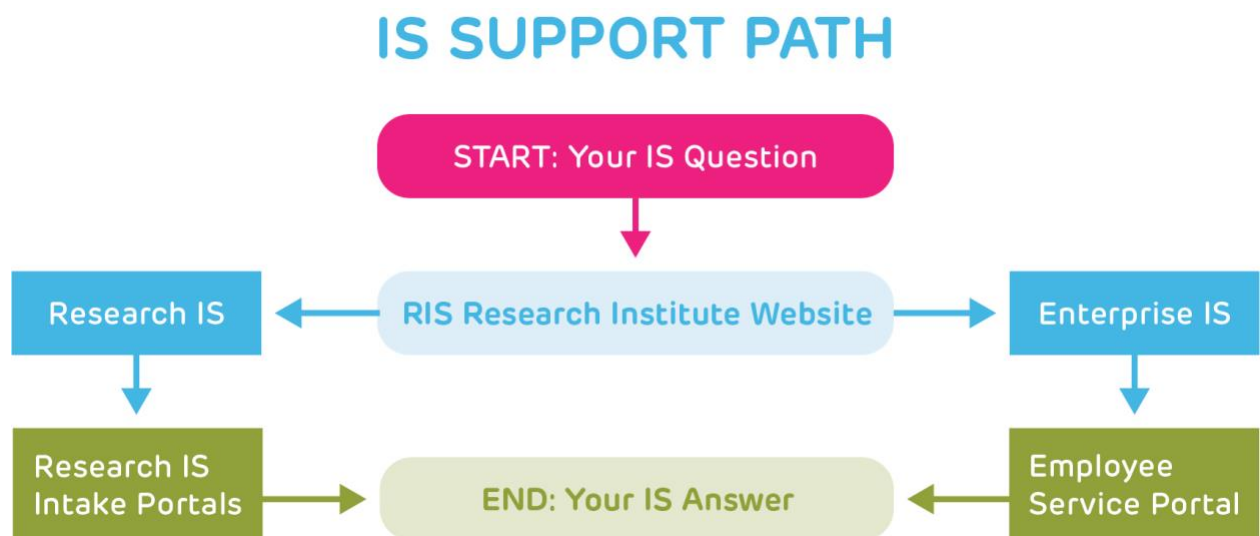 IS SUPPORT PATH
START: Your IS Question
Research IS
RIS Research Institute Website
Enterprise IS
Research IS
Intake Portals
END: Your IS Answer
Employee
Service Portal